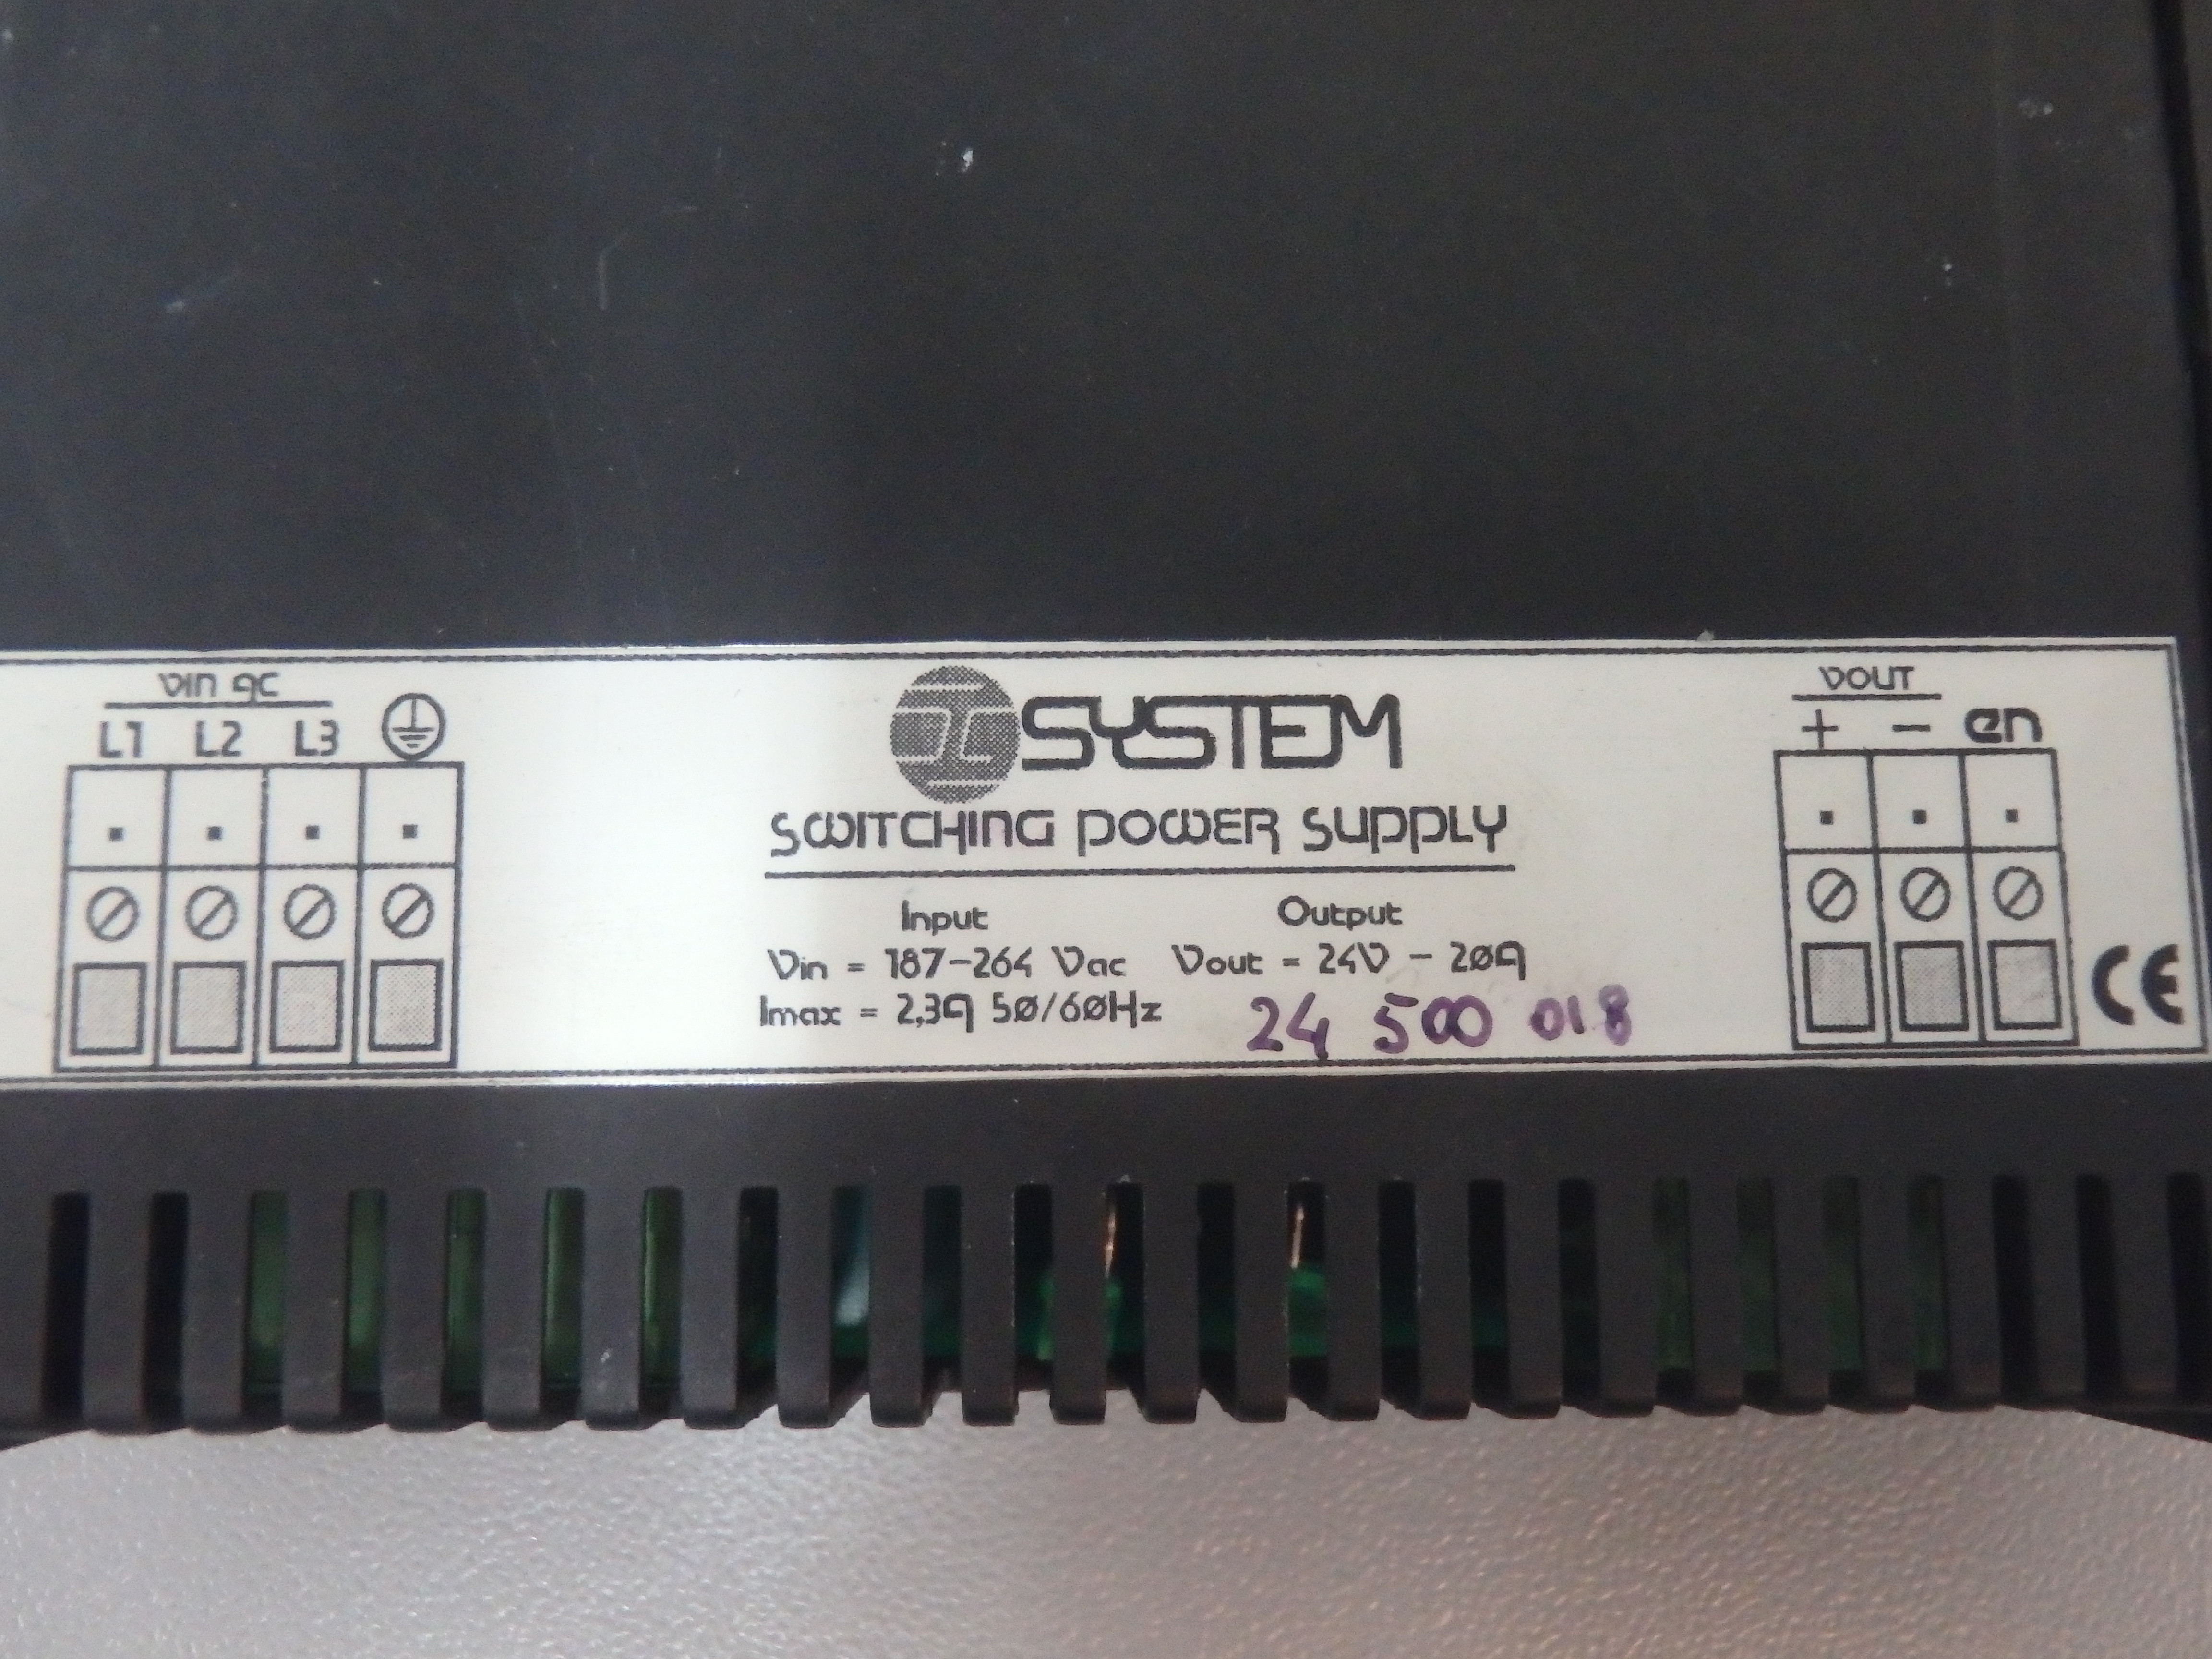 Vin ac
L1 L2 L3
SYSTEM
SWITCHING POWER SUPPLY
Input
Vin = 187-264 Vac
Imax = 2,3A 50/60Hz
Output
Vout = 24V - 20A
24 500 018
VOUT
+ - en
CE